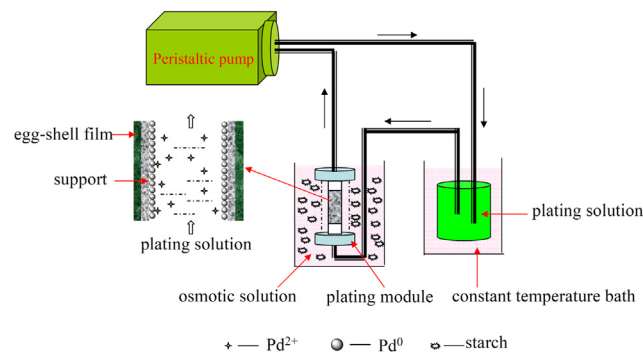 Peristaltic pump
egg-shell film
support
plating solution
plating solution
osmotic solution
plating module
constant temperature bath
Pd²⁺
Pd⁰
starch